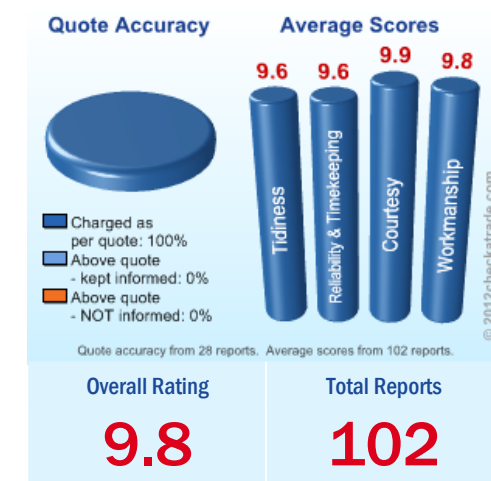 Quote Accuracy
Average Scores
9.6
9.6
9.9
9.8
Tidiness
Reliability & Timekeeping
Courtesy
Workmanship
Charged as
per quote: 100%
Above quote
- kept informed: 0%
Above quote
- NOT informed: 0%
© 2012checkatrade.com
Quote accuracy from 28 reports. Average scores from 102 reports.
Overall Rating
Total Reports
9.8
102